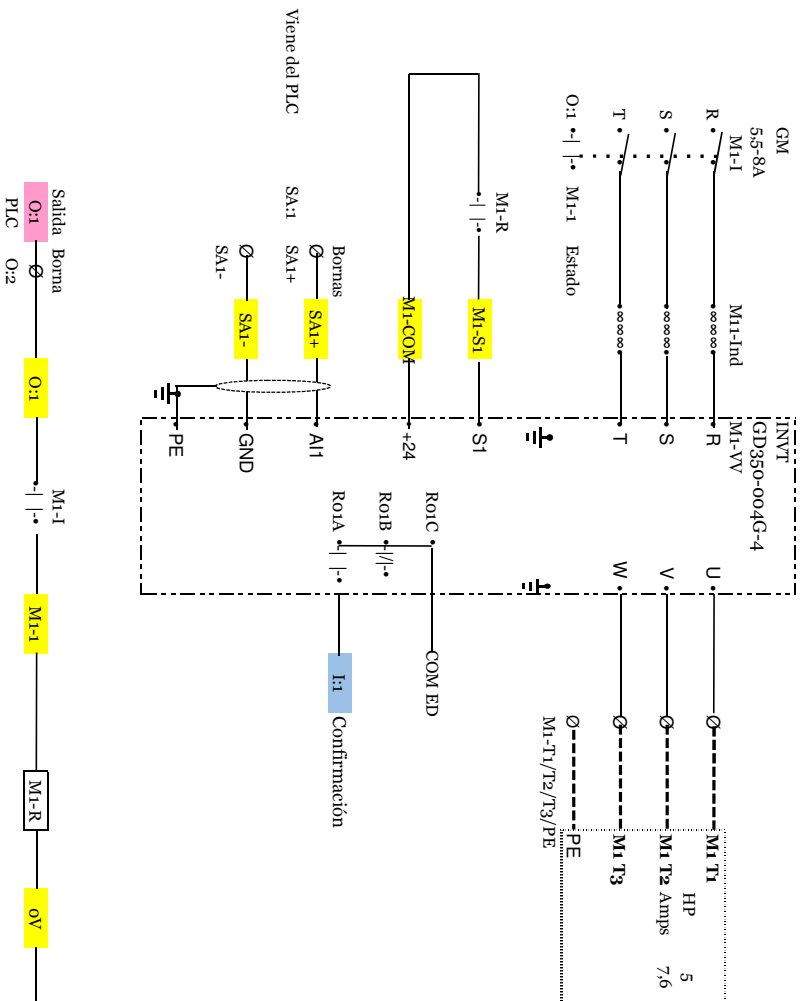 GM
5,5-8A
M1-I
R
S
T
O:1
M1-1
Estado
M11-Ind
INVT
GD350-004G-4
M1-VV
R
S
T
U
V
W
M1 T1
M1 T2
M1 T3
PE
M1-T1/T2/T3/PE
HP 5
Amps 7,6
M1-R
M1-S1
M1-COM
S1
+24
Viene del PLC
SA:1
Bornas
SA1+
SA1-
SA1+
SA1-
AI1
GND
PE
Ro1C
Ro1B
Ro1A
COM ED
I:1
Confirmación
Salida
PLC
O:1
Borna
O:2
O:1
M1-I
M1-1
M1-R
0V